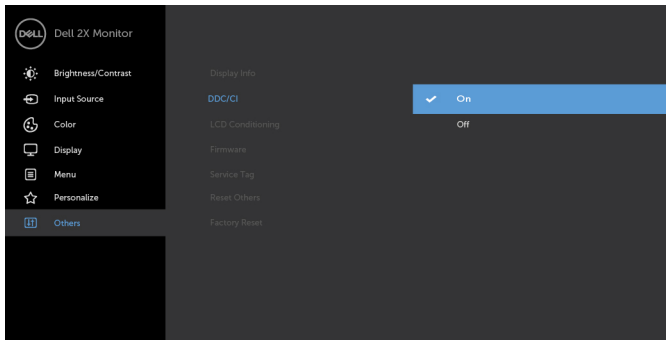 DELL
Dell 2X Monitor
Brightness/Contrast
Input Source
Color
Display
Menu
Personalize
Others
Display Info
DDC/CI
LCD Conditioning
Firmware
Service Tag
Reset Others
Factory Reset
On
Off